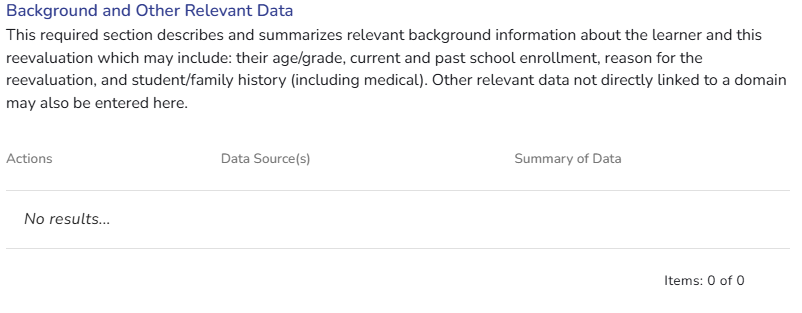 Background and Other Relevant Data
This required section describes and summarizes relevant background information about the learner and this
reevaluation which may include: their age/grade, current and past school enrollment, reason for the
reevaluation, and student/family history (including medical). Other relevant data not directly linked to a domain
may also be entered here.
Actions Data Source(s) Summary of Data
No results...
Items: 0 of 0